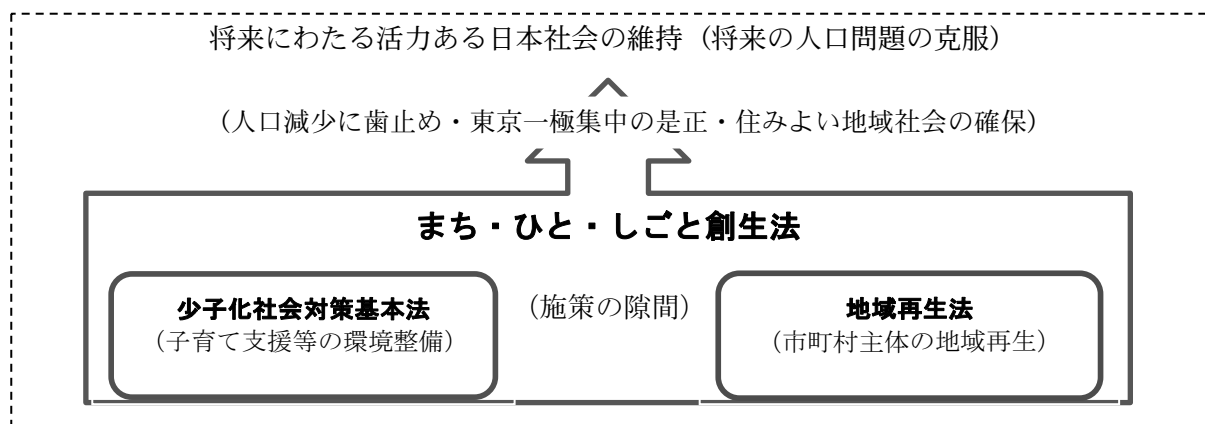 将来にわたる活力ある日本社会の維持（将来の人口問題の克服）
（人口減少に歯止め・東京一極集中の是正・住みよい地域社会の確保）
まち・ひと・しごと創生法
少子化社会対策基本法
（子育て支援等の環境整備）
（施策の隙間）
地域再生法
（市町村主体の地域再生）